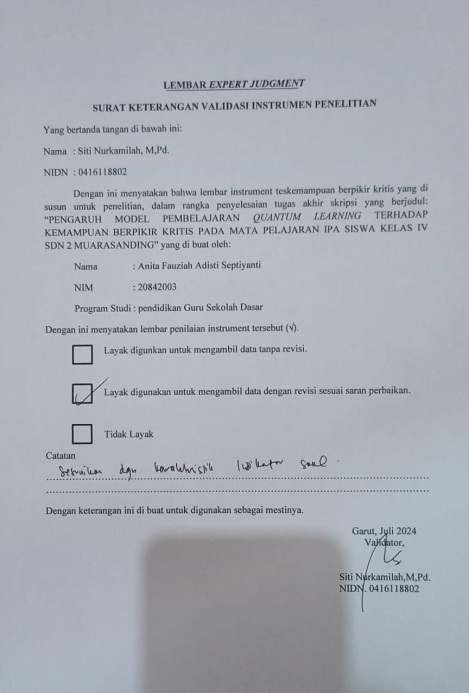 LEMBAR EXPERT JUDGMENT
SURAT KETERANGAN VALIDASI INSTRUMEN PENELITIAN
Yang bertanda tangan di bawah ini:
Nama : Siti Nurkamilah, M,Pd.
NIDN : 0416118802
Dengan ini menyatakan bahwa lembar instrument teskemampuan berpikir kritis yang di
susun untuk penelitian, dalam rangka penyelesaian tugas akhir skripsi yang berjudul:
“PENGARUH MODEL PEMBELAJARAN QUANTUM LEARNING TERHADAP
KEMAMPUAN BERPIKIR KRITIS PADA MATA PELAJARAN IPA SISWA KELAS IV
SDN 2 MUARASANDING” yang di buat oleh:
Nama : Anita Fauziah Adisti Septiyanti
NIM : 20842003
Program Studi : pendidikan Guru Sekolah Dasar
Dengan ini menyatakan lembar penilaian instrument tersebut (√).
Layak digunkan untuk mengambil data tanpa revisi.
Layak digunakan untuk mengambil data dengan revisi sesuai saran perbaikan.
Tidak Layak
Catatan
Sesuaikan dgn karakteristik indikator soal.
Dengan keterangan ini di buat untuk digunakan sebagai mestinya.
Garut, Juli 2024
Validator,
Siti Nurkamilah,M,Pd.
NIDN. 0416118802